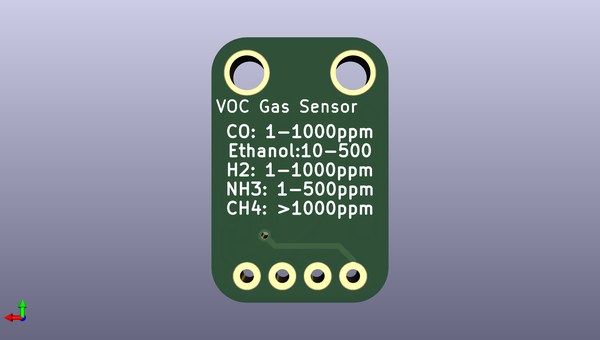 VOC Gas Sensor
CO: 1-1000ppm
Ethanol:10-500
H2: 1-1000ppm
NH3: 1-500ppm
CH4: >1000ppm